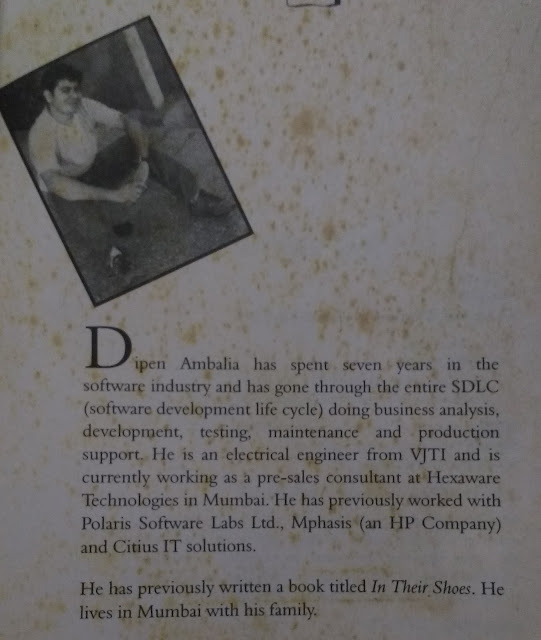 Dipen Ambalia has spent seven years in the
software industry and has gone through the entire SDLC
(software development life cycle) doing business analysis,
development, testing, maintenance and production
support. He is an electrical engineer from VJTI and is
currently working as a pre-sales consultant at Hexaware
Technologies in Mumbai. He has previously worked with
Polaris Software Labs Ltd., Mphasis (an HP Company)
and Citius IT solutions.
He has previously written a book titled In Their Shoes. He
lives in Mumbai with his family.